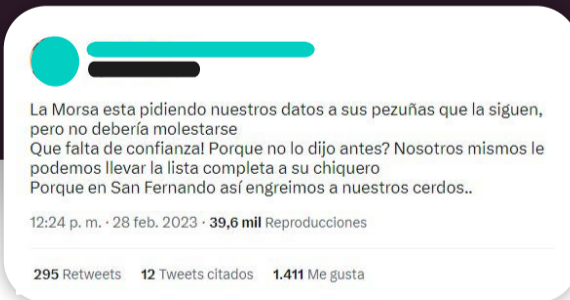 La Morsa esta pidiendo nuestros datos a sus pezuñas que la siguen,
pero no debería molestarse
Que falta de confianza! Porque no lo dijo antes? Nosotros mismos le
podemos llevar la lista completa a su chiquero
Porque en San Fernando así engreimos a nuestros cerdos..
12:24 p. m. · 28 feb. 2023 · 39,6 mil Reproducciones
295 Retweets 12 Tweets citados 1.411 Me gusta